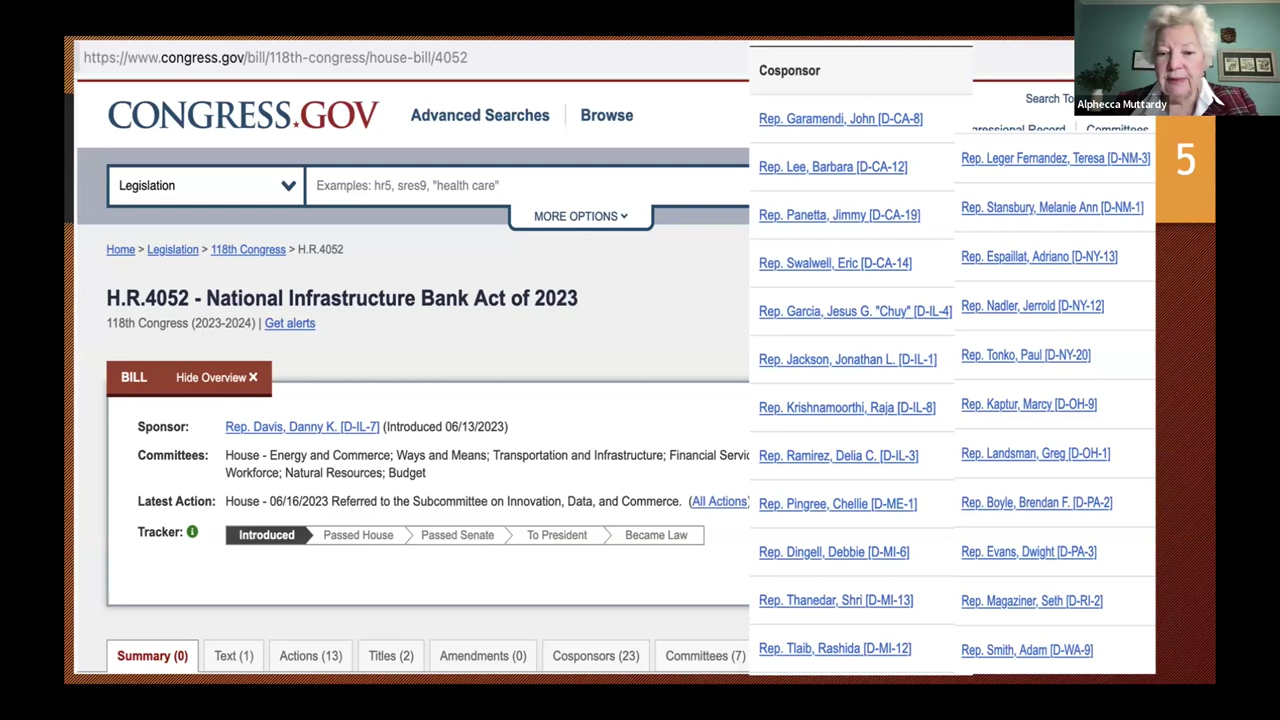 https://www.congress.gov/bill/118th-congress/house-bill/4052
CONGRESS.GOV
Advanced Searches
Browse
Search To
Legislation
Examples: hr5, sres9, "health care"
MORE OPTIONS
Home > Legislation > 118th Congress > H.R.4052
H.R.4052 - National Infrastructure Bank Act of 2023
118th Congress (2023-2024) | Get alerts
BILL
Hide Overview X
Sponsor: Rep. Davis, Danny K. [D-IL-7] (Introduced 06/13/2023)
Committees: House - Energy and Commerce; Ways and Means; Transportation and Infrastructure; Financial Servic
Workforce; Natural Resources; Budget
Latest Action: House - 06/16/2023 Referred to the Subcommittee on Innovation, Data, and Commerce. (All Actions)
Tracker:
Introduced
Passed House
Passed Senate
To President
Became Law
Summary (0)
Text (1)
Actions (13)
Titles (2)
Amendments (0)
Cosponsors (23)
Committees (7)
Cosponsor
Rep. Garamendi, John [D-CA-8]
Rep. Lee, Barbara [D-CA-12]
Rep. Panetta, Jimmy [D-CA-19]
Rep. Swalwell, Eric [D-CA-14]
Rep. Garcia, Jesus G. "Chuy" [D-IL-4]
Rep. Jackson, Jonathan L. [D-IL-1]
Rep. Krishnamoorthi, Raja [D-IL-8]
Rep. Ramirez, Delia C. [D-IL-3]
Rep. Pingree, Chellie [D-ME-1]
Rep. Dingell, Debbie [D-MI-6]
Rep. Thanedar, Shri [D-MI-13]
Rep. Tlaib, Rashida [D-MI-12]
gressional Record
Committees
Rep. Leger Fernandez, Teresa [D-NM-3]
Rep. Stansbury, Melanie Ann [D-NM-1]
Rep. Espaillat, Adriano [D-NY-13]
Rep. Nadler, Jerrold [D-NY-12]
Rep. Tonko, Paul [D-NY-20]
Rep. Kaptur, Marcy [D-OH-9]
Rep. Landsman, Greg [D-OH-1]
Rep. Boyle, Brendan F. [D-PA-2]
Rep. Evans, Dwight [D-PA-3]
Rep. Magaziner, Seth [D-RI-2]
Rep. Smith, Adam [D-WA-9]
Alphecca Muttardy
5